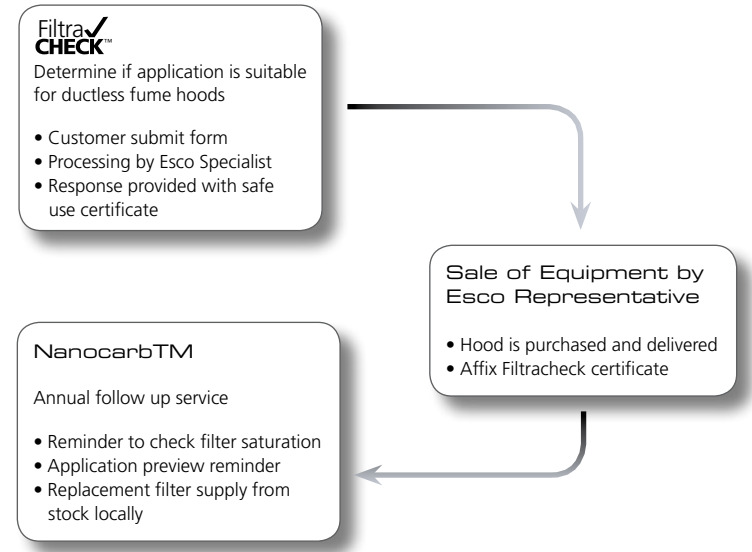 Filtra
CHECK™
Determine if application is suitable
for ductless fume hoods
• Customer submit form
• Processing by Esco Specialist
• Response provided with safe
use certificate
Sale of Equipment by
Esco Representative
• Hood is purchased and delivered
• Affix Filtracheck certificate
NanocarbTM
Annual follow up service
• Reminder to check filter saturation
• Application preview reminder
• Replacement filter supply from
stock locally